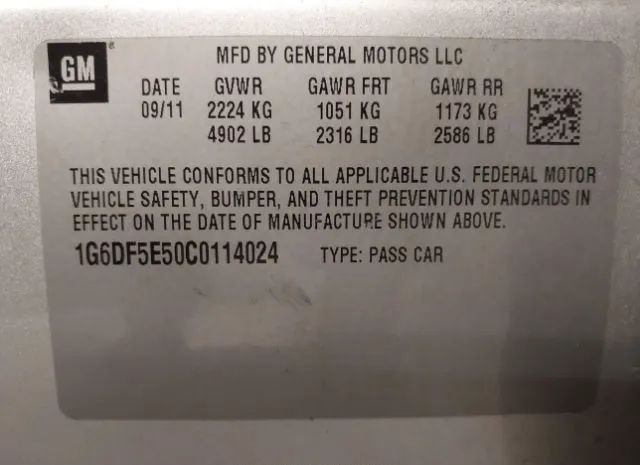 GM
MFD BY GENERAL MOTORS LLC
DATE GVWR GAWR FRT GAWR RR
09/11 2224 KG 1051 KG 1173 KG
4902 LB 2316 LB 2586 LB
THIS VEHICLE CONFORMS TO ALL APPLICABLE U.S. FEDERAL MOTOR
VEHICLE SAFETY, BUMPER, AND THEFT PREVENTION STANDARDS IN
EFFECT ON THE DATE OF MANUFACTURE SHOWN ABOVE.
1G6DF5E50C0114024 TYPE: PASS CAR